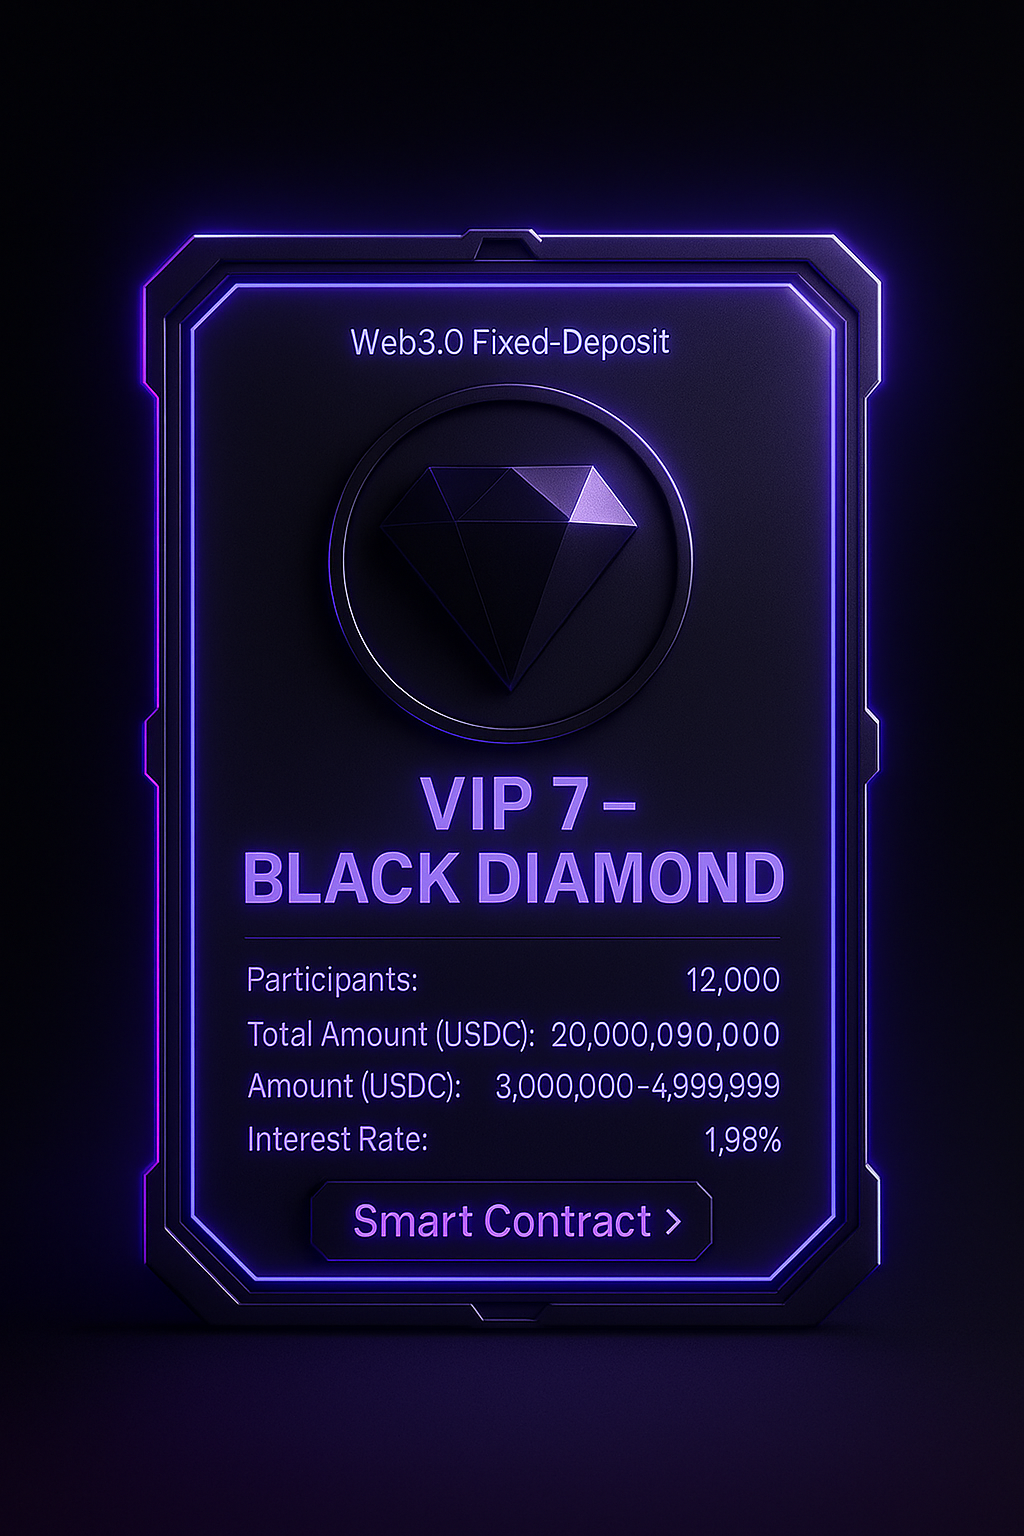 Web3.0 Fixed-Deposit
VIP 7 –
BLACK DIAMOND
Participants: 12,000
Total Amount (USDC): 20,000,090,000
Amount (USDC): 3,000,000-4,999,999
Interest Rate: 1,98%
Smart Contract >